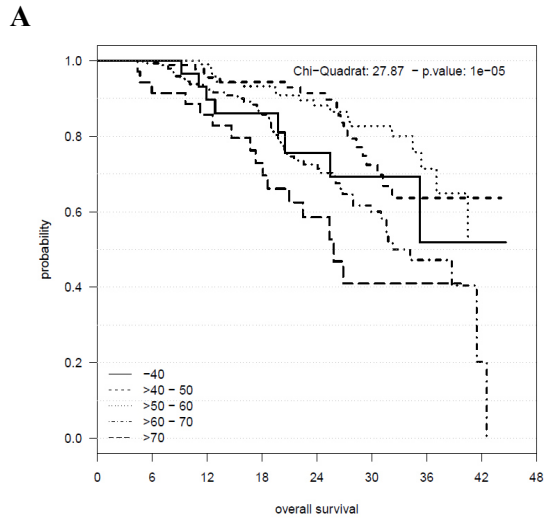 A
Chi-Quadrat: 27.87 − p.value: 1e−05
1.0
0.8
0.6
0.4
0.2
0.0
probability
−40
>40 − 50
>50 − 60
>60 − 70
>70
0 6 12 18 24 30 36 42 48
overall survival